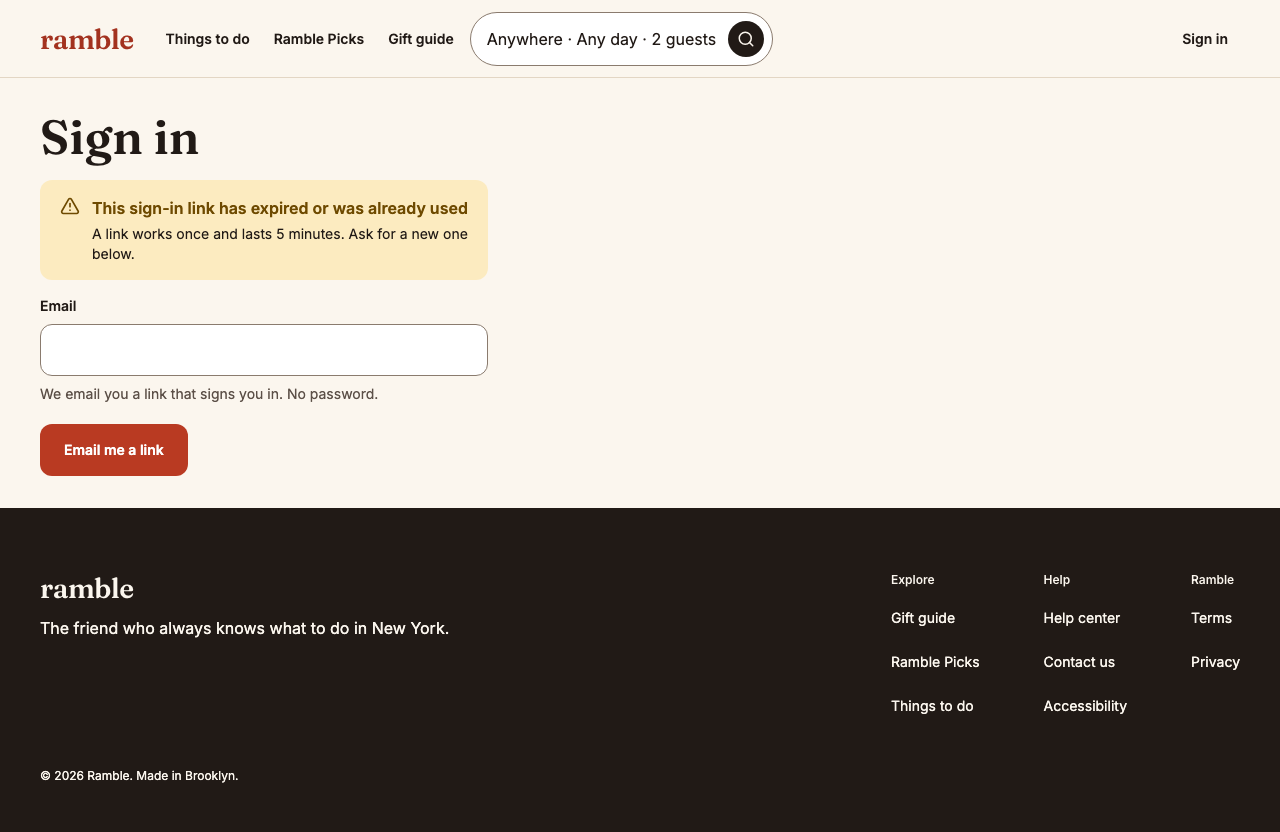 ramble
Things to do
Ramble Picks
Gift guide
Anywhere · Any day · 2 guests
Sign in
Sign in
This sign-in link has expired or was already used
A link works once and lasts 5 minutes. Ask for a new one
below.
Email
We email you a link that signs you in. No password.
Email me a link
ramble
The friend who always knows what to do in New York.
Explore
Gift guide
Ramble Picks
Things to do
Help
Help center
Contact us
Accessibility
Ramble
Terms
Privacy
© 2026 Ramble. Made in Brooklyn.